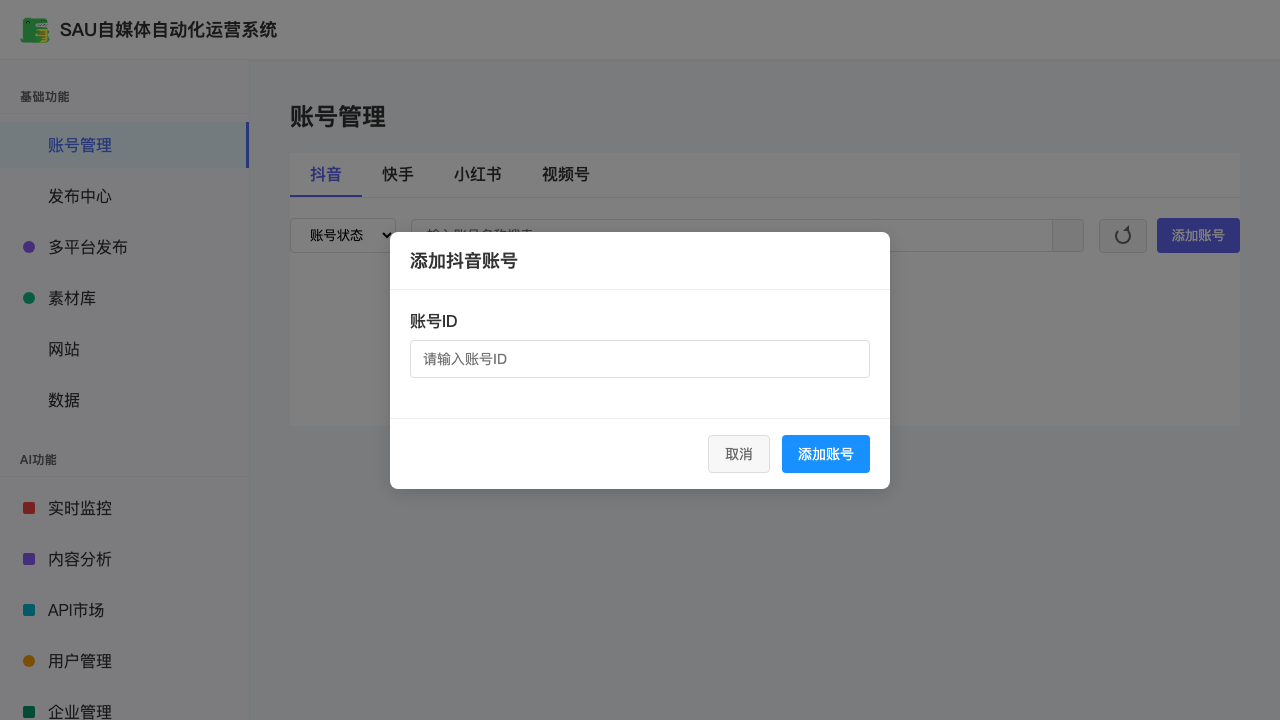 SAU自媒体自动化运营系统
基础功能
账号管理
发布中心
多平台发布
素材库
网站
数据
AI功能
实时监控
内容分析
API市场
用户管理
企业管理
账号管理
抖音 快手 小红书 视频号
账号状态 添加账号
添加抖音账号
账号ID
请输入账号ID
取消 添加账号